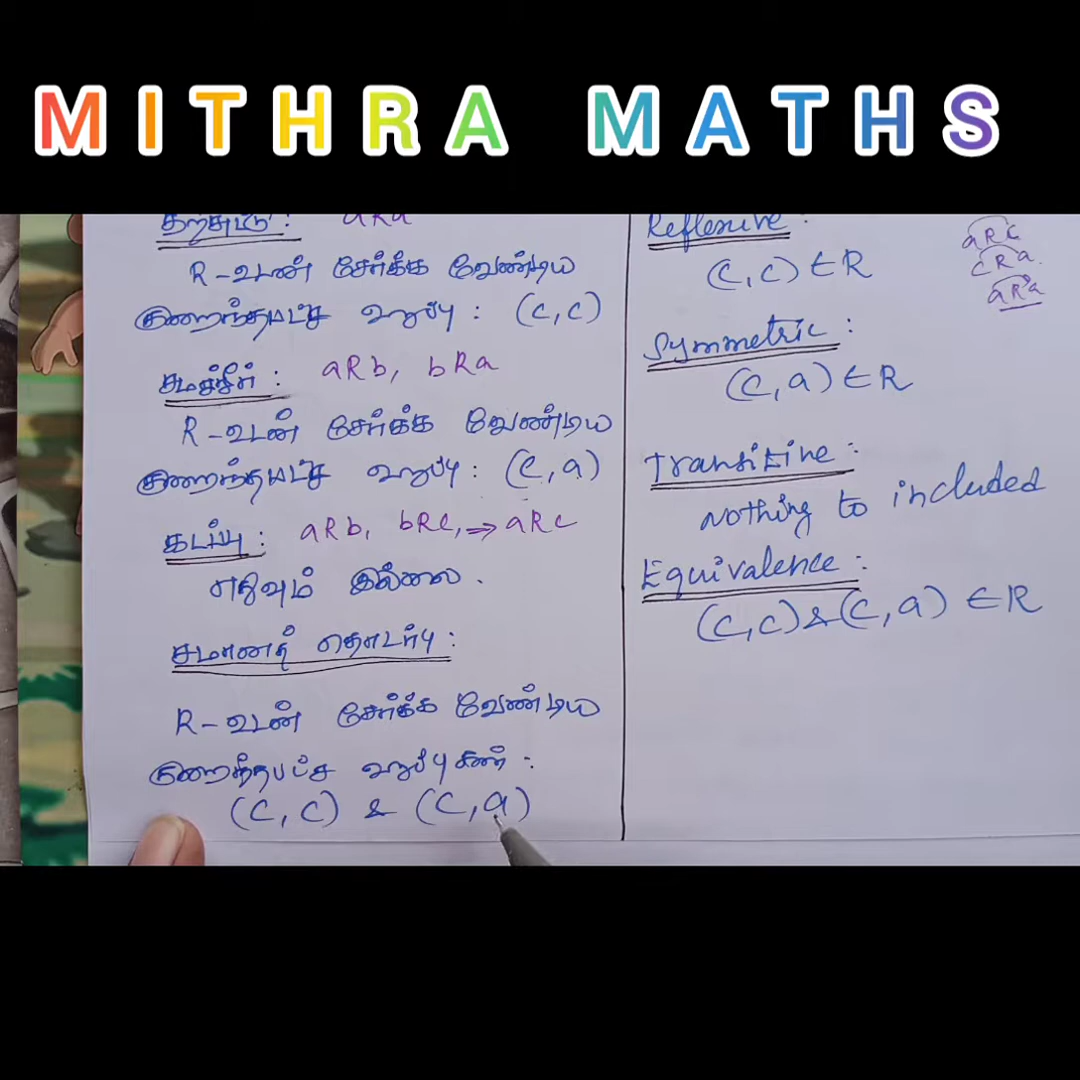 MITHRA MATHS
aRa
R-உடன் சேர்க்க வேண்டிய
குறைந்தபட்ச உறுப்பு : (c,c)
சமச்சீர் : aRb, bRa
R-உடன் சேர்க்க வேண்டிய
குறைந்தபட்ச உறுப்பு : (c,a)
கடப்பு : aRb, bRc, ⇒ aRc
எதுவும் இல்லை.
சமானத் தொடர்பு :
R-உடன் சேர்க்க வேண்டிய
குறைந்தபட்ச உறுப்புகள் :
(c,c) & (c,a)
Reflexive :
(c,c) ∈ R
aRc
cRa.
aRa
Symmetric :
(c,a) ∈ R
Transitive :
nothing to included
Equivalence :
(c,c) & (c,a) ∈ R